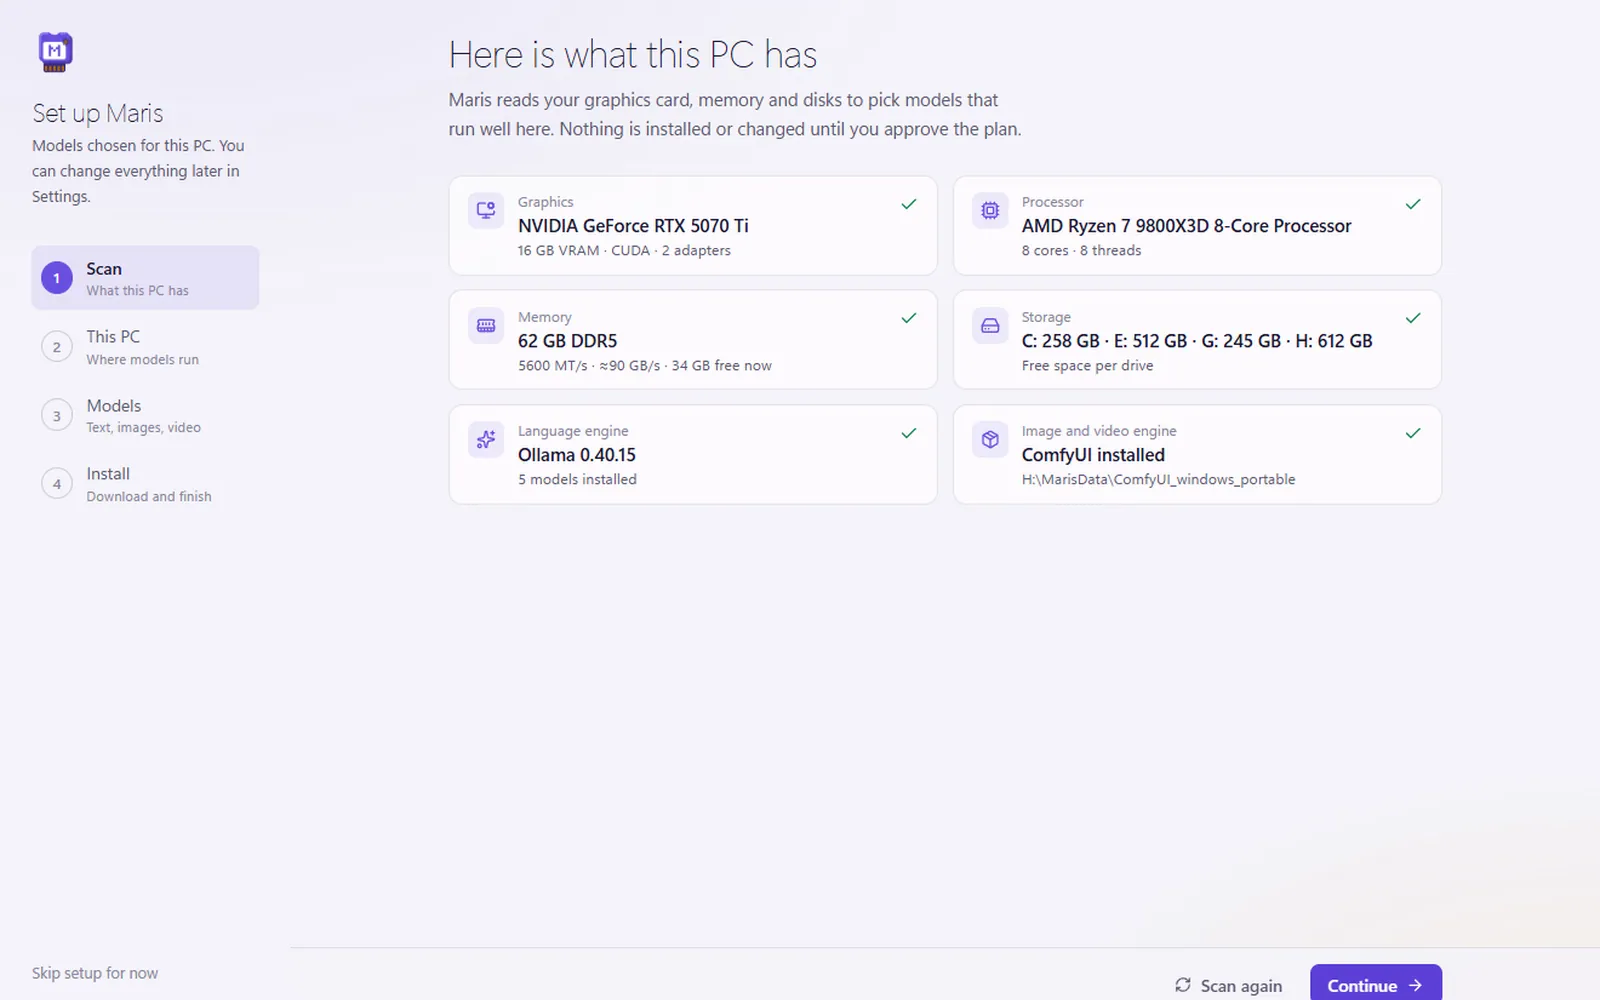 M
Set up Maris
Models chosen for this PC. You
can change everything later in
Settings.
1
Scan
What this PC has
2
This PC
Where models run
3
Models
Text, images, video
4
Install
Download and finish
Skip setup for now
Here is what this PC has
Maris reads your graphics card, memory and disks to pick models that
run well here. Nothing is installed or changed until you approve the plan.
Graphics
NVIDIA GeForce RTX 5070 Ti
16 GB VRAM · CUDA · 2 adapters
Processor
AMD Ryzen 7 9800X3D 8-Core Processor
8 cores · 8 threads
Memory
62 GB DDR5
5600 MT/s · ≈90 GB/s · 34 GB free now
Storage
C: 258 GB · E: 512 GB · G: 245 GB · H: 612 GB
Free space per drive
Language engine
Ollama 0.40.15
5 models installed
Image and video engine
ComfyUI installed
H:\MarisData\ComfyUI_windows_portable
Scan again
Continue